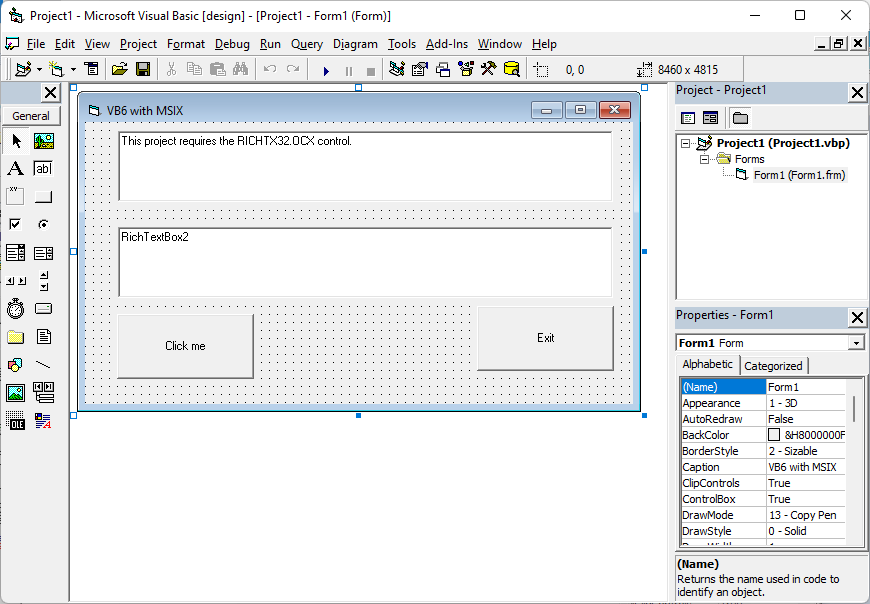 Project1 - Microsoft Visual Basic [design] - [Project1 - Form1 (Form)]
File Edit View Project Format Debug Run Query Diagram Tools Add-Ins Window Help
0, 0 8460 x 4815
General
A ab|
xy
OLE
VB6 with MSIX
This project requires the RICHTX32.OCX control.
RichTextBox2
Click me
Exit
Project - Project1
Project1 (Project1.vbp)
Forms
Form1 (Form1.frm)
Properties - Form1
Form1 Form
Alphabetic Categorized
(Name) Form1
Appearance 1 - 3D
AutoRedraw False
BackColor &H8000000F
BorderStyle 2 - Sizable
Caption VB6 with MSIX
ClipControls True
ControlBox True
DrawMode 13 - Copy Pen
DrawStyle 0 - Solid
(Name)
Returns the name used in code to
identify an object.